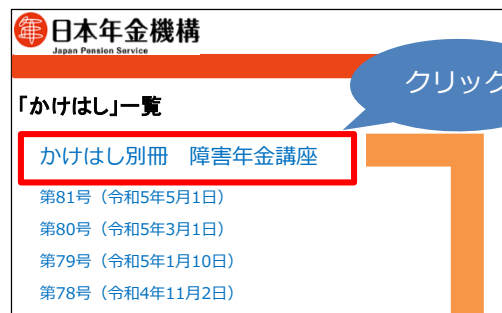 日本年金機構
Japan Pension Service
クリック
「かけはし」一覧
かけはし別冊　障害年金講座
第81号（令和5年5月1日）
第80号（令和5年3月1日）
第79号（令和5年1月10日）
第78号（令和4年11月2日）